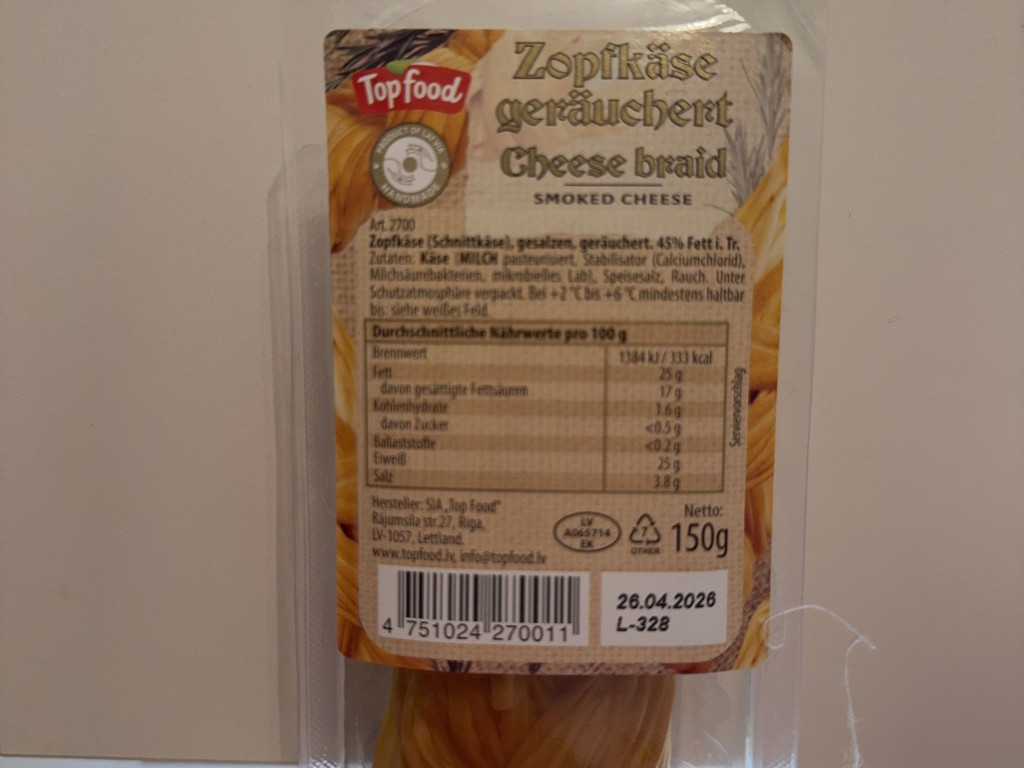 Topfood
PRODUCT OF LATVIA
HANDMADE
Zopfkäse
geräuchert
Cheese braid
SMOKED CHEESE
Art. 2700
Zopfkäse (Schnittkäse), gesalzen, geräuchert. 45% Fett i. Tr.
Zutaten: Käse (MILCH pasteurisiert, Stabilisator (Calciumchlorid),
Milchsäurebakterien, mikrobielles Lab), Speisesalz, Rauch. Unter
Schutzatmosphäre verpackt. Bei +2 °C bis +6 °C mindestens haltbar
bis: siehe weißes Feld.
Durchschnittliche Nährwerte pro 100 g
Brennwert 1384 kJ / 333 kcal
Fett 25 g
davon gesättigte Fettsäuren 17 g
Kohlenhydrate 1.6 g
davon Zucker <0.5 g
Ballaststoffe <0.2 g
Eiweiß 25 g
Salz 3.8 g
Serviervorschlag
Hersteller: SIA „Top Food"
Rājumsila str.27, Rīga,
LV-1057, Lettland.
www.topfood.lv, info@topfood.lv
LV
A065714
EK
7
OTHER
Netto:
150g
4 751024 270011
26.04.2026
L-328